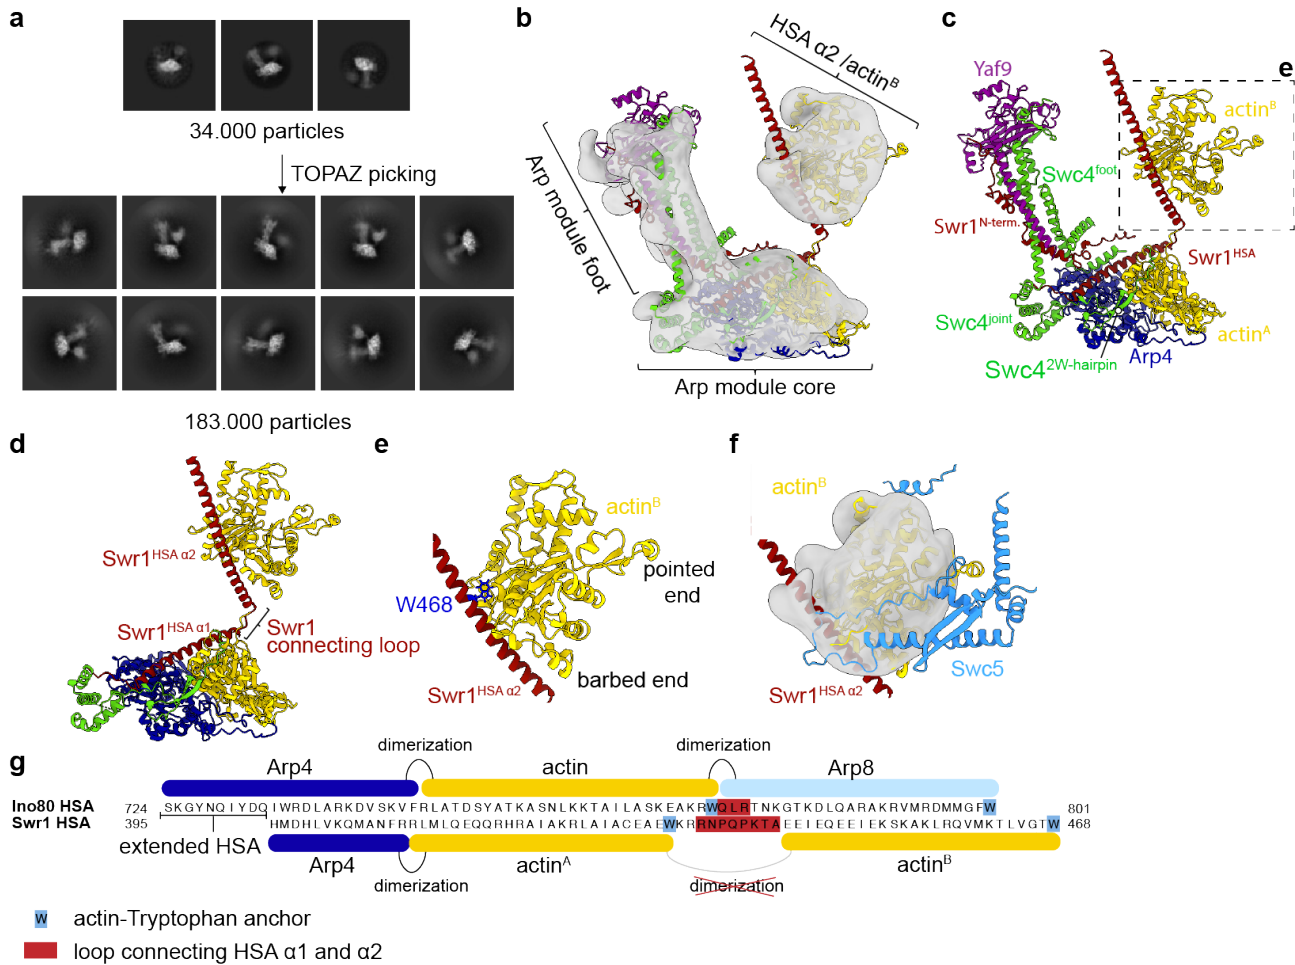 a
34.000 particles
TOPAZ picking
183.000 particles
b
HSA α2 /actinB
Arp module foot
Arp module core
c
Yaf9
e
actinB
Swc4foot
Swr1N-term.
Swr1HSA
Swc4joint
actinA
Arp4
Swc42W-hairpin
d
Swr1HSA α2
Swr1HSA α1
Swr1
connecting loop
e
actinB
W468
pointed
end
barbed end
Swr1HSA α2
f
actinB
Swc5
Swr1HSA α2
g
dimerization
dimerization
Arp4
actin
Arp8
Ino80 HSA 724 SKGYNQIYDQIWRDLARKDVSKVFRLATDSYATKASNLKKTAILASKEAKRWQLRTNKGTKDLQARAKRVMRDMMGFW 801
Swr1 HSA 395 HMDHLVKQMANFRRLMLQEQQRHRAIAKRLAIACEAEWKRRNPQPKTAEEIEQEEIEKSKAKLRQVMKTLVGTW 468
extended HSA
Arp4
actinA
actinB
dimerization
dimerization
W actin-Tryptophan anchor
loop connecting HSA α1 and α2